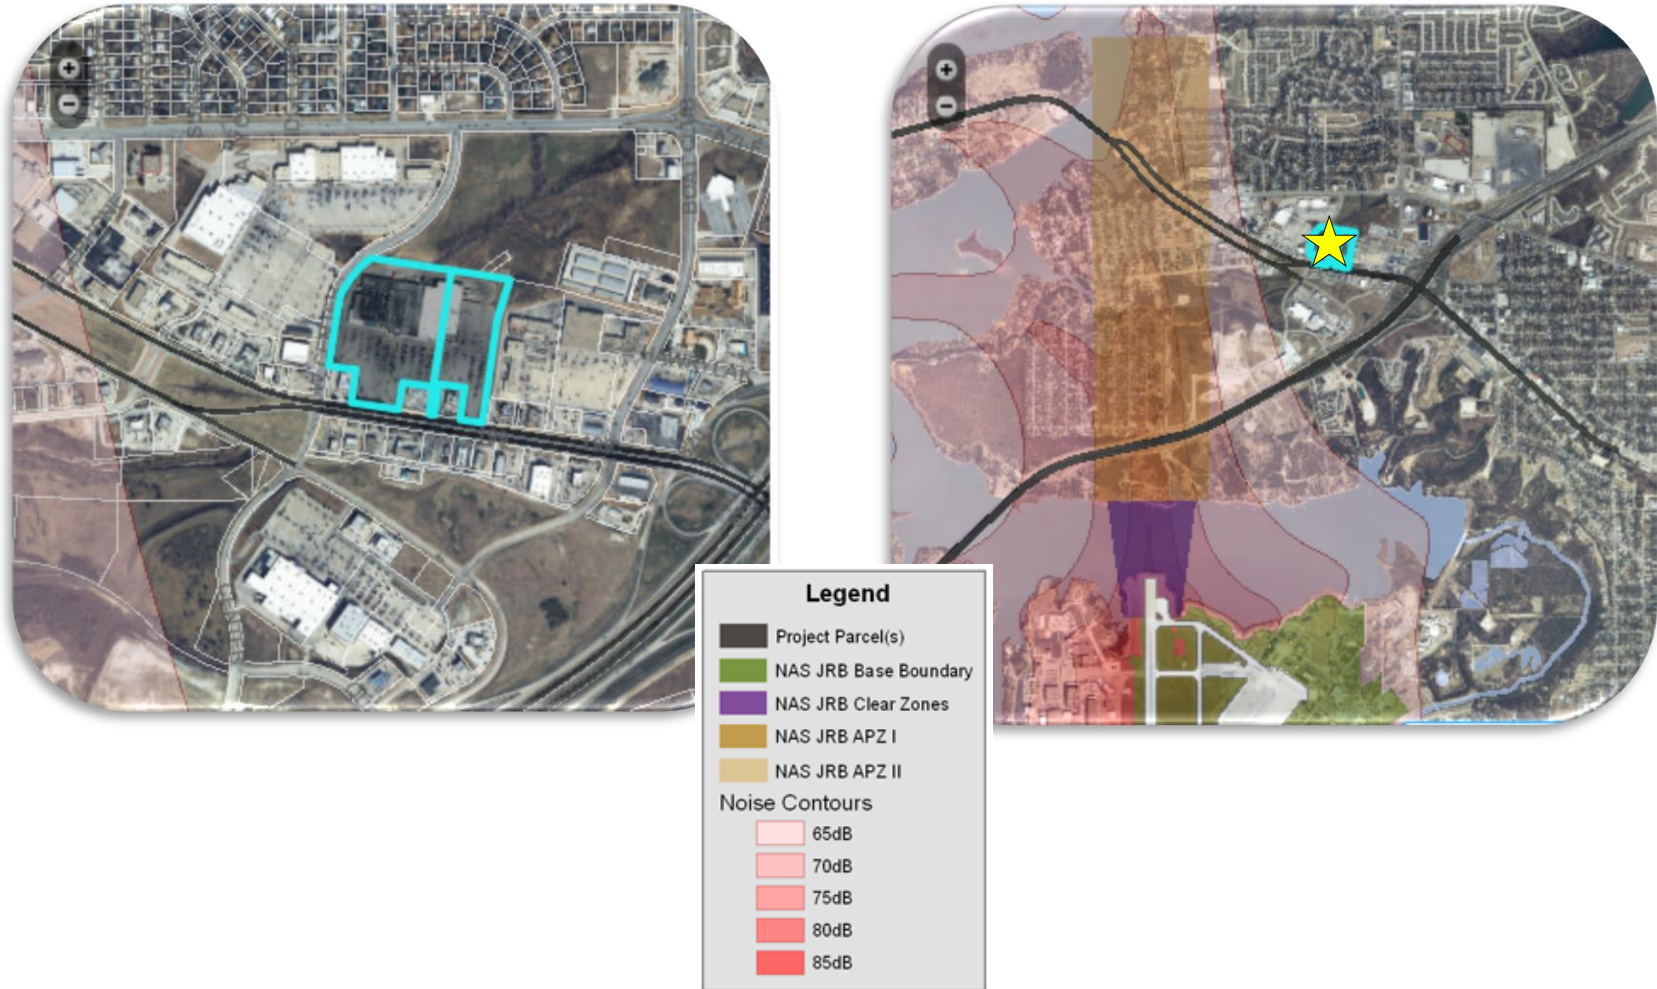 +
−
+
−
Legend
Project Parcel(s)
NAS JRB Base Boundary
NAS JRB Clear Zones
NAS JRB APZ I
NAS JRB APZ II
Noise Contours
65dB
70dB
75dB
80dB
85dB